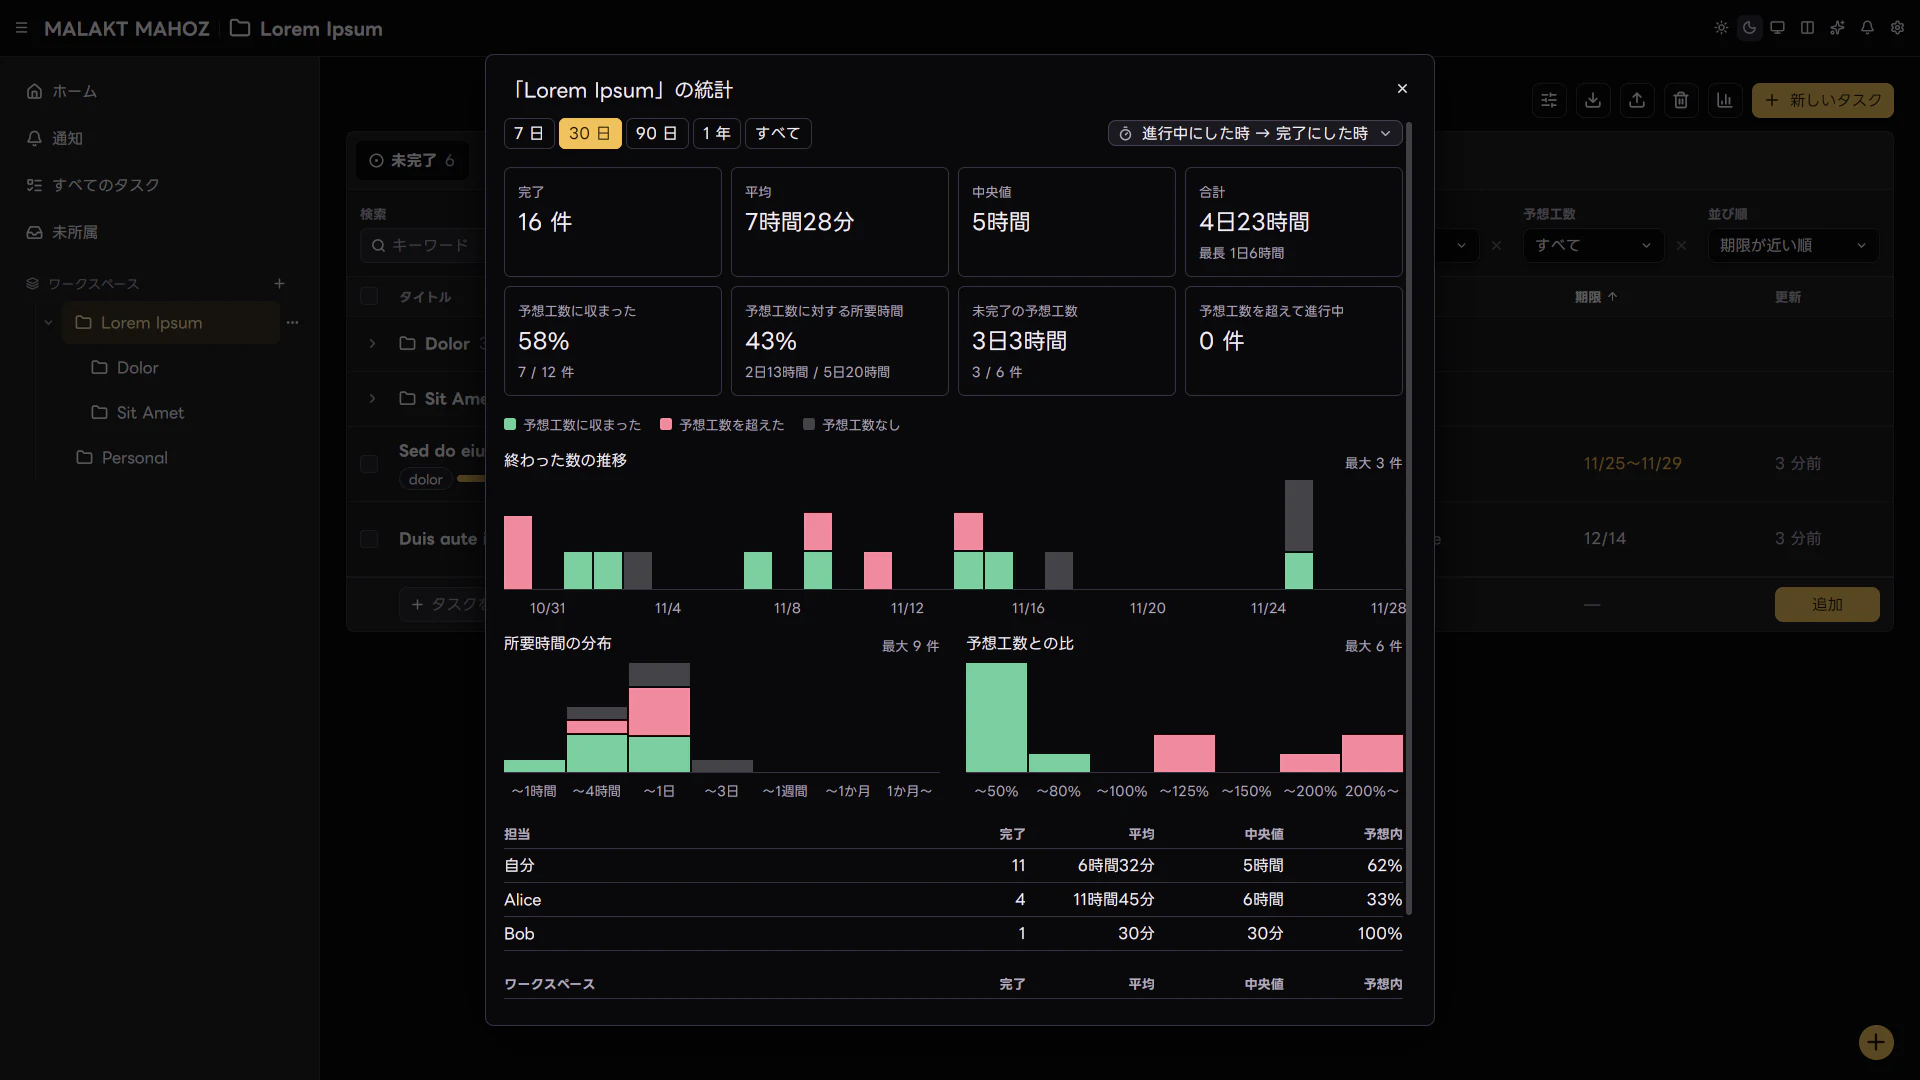 MALAKT MAHOZ
Lorem Ipsum
ホーム
通知
すべてのタスク
未所属
ワークスペース
Lorem Ipsum
Dolor
Sit Amet
Personal
新しいタスク
未完了 6
検索
キーワード
予想工数
すべて
並び順
期限が近い順
タイトル
期限 ↑
更新
Dolor
Sit Ame
Sed do eiu
dolor
11/25〜11/29
3 分前
Duis aute
12/14
3 分前
タスクを
—
追加
「Lorem Ipsum」の統計
7 日
30 日
90 日
1 年
すべて
進行中にした時 → 完了にした時
完了
16 件
平均
7時間28分
中央値
5時間
合計
4日23時間
最長 1日6時間
予想工数に収まった
58%
7 / 12 件
予想工数に対する所要時間
43%
2日13時間 / 5日20時間
未完了の予想工数
3日3時間
3 / 6 件
予想工数を超えて進行中
0 件
予想工数に収まった 予想工数を超えた 予想工数なし
終わった数の推移
最大 3 件
10/31 11/4 11/8 11/12 11/16 11/20 11/24 11/28
所要時間の分布
最大 9 件
〜1時間 〜4時間 〜1日 〜3日 〜1週間 〜1か月 1か月〜
予想工数との比
最大 6 件
〜50% 〜80% 〜100% 〜125% 〜150% 〜200% 200%〜
担当 完了 平均 中央値 予想内
自分 11 6時間32分 5時間 62%
Alice 4 11時間45分 6時間 33%
Bob 1 30分 30分 100%
ワークスペース 完了 平均 中央値 予想内